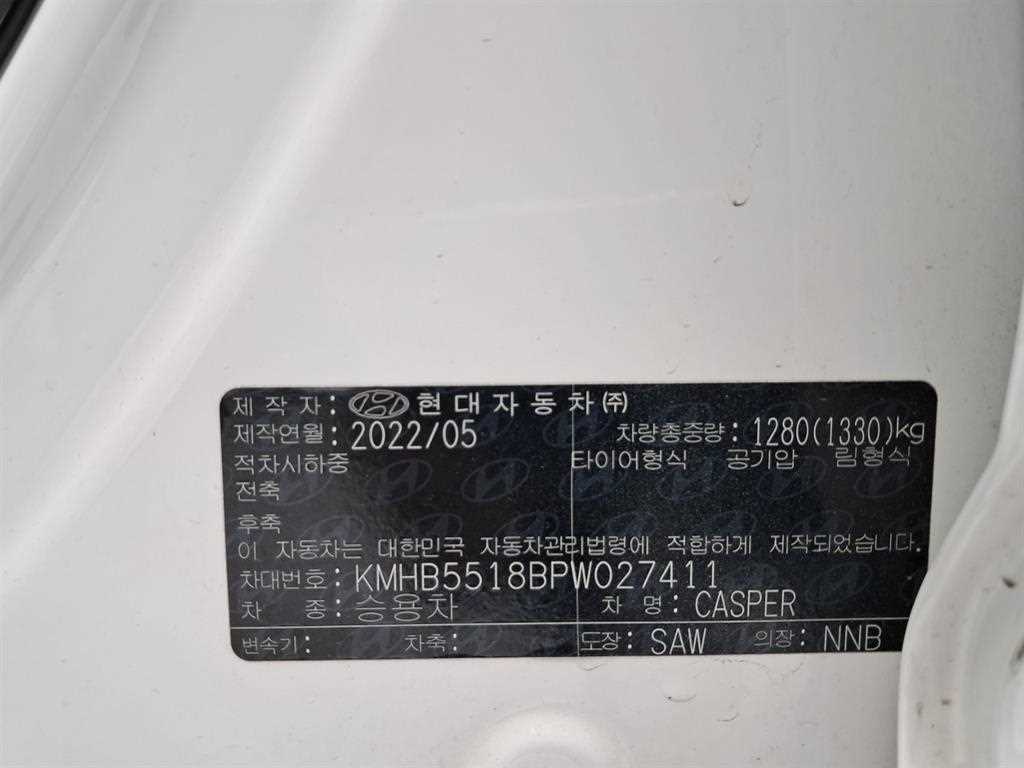 제 작 자 : 현대자동차㈜
제작연월: 2022/05 차량총중량: 1280(1330)kg
적차시하중 타이어형식 공기압 림형식
전축
후축
이 자동차는 대한민국 자동차관리법령에 적합하게 제작되었습니다.
차대번호: KMHB5518BPW027411
차 종: 승용차 차 명: CASPER
변속기: 차축: 도장: SAW 의장: NNB